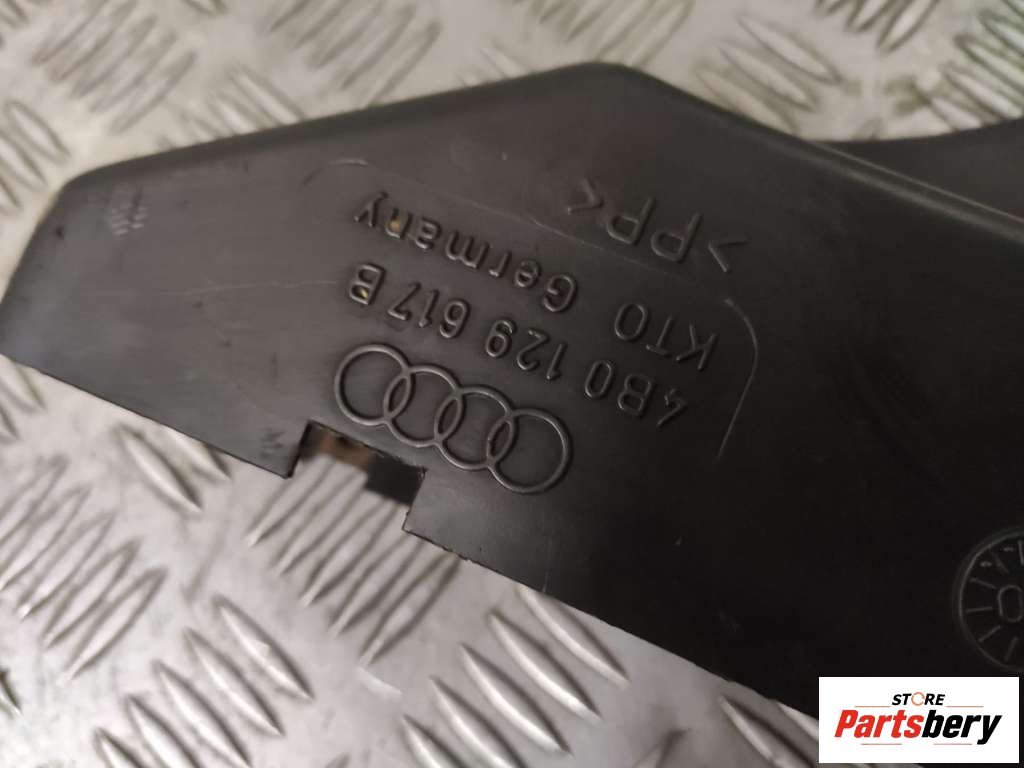 4B0 129 617 B
KTO Germany
>PP<
STORE
Partsbery